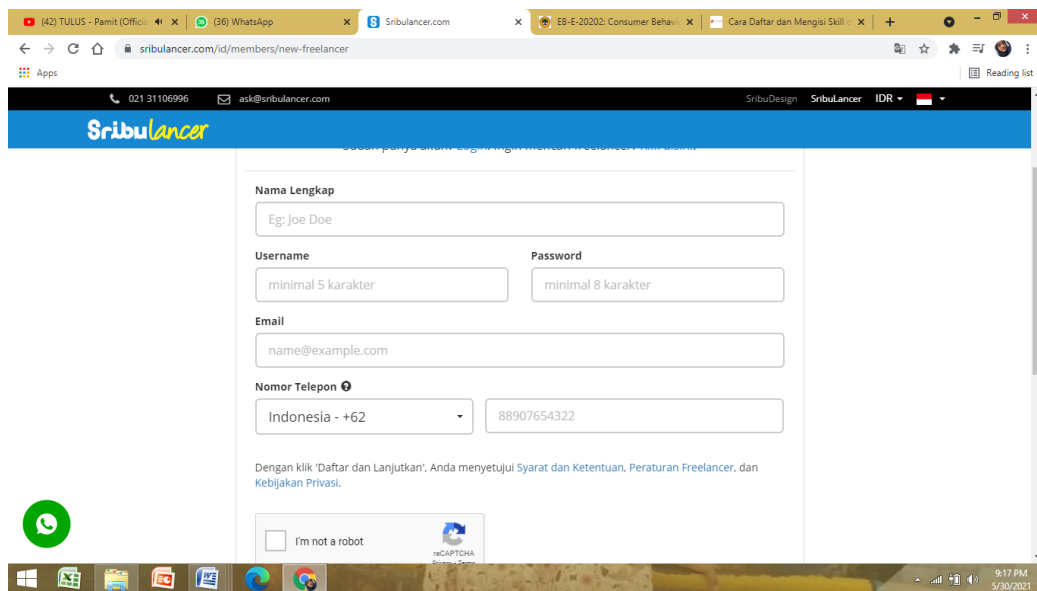 (42) TULUS - Pamit (Officia
(36) WhatsApp
Sribulancer.com
EB-E-20202: Consumer Behavi
Cara Daftar dan Mengisi Skill d
sribulancer.com/id/members/new-freelancer
Apps
Reading list
021 31106996
ask@sribulancer.com
SribuDesign SribuLancer IDR
Sribulancer
Nama Lengkap
Eg: Joe Doe
Username Password
minimal 5 karakter minimal 8 karakter
Email
name@example.com
Nomor Telepon
Indonesia - +62 88907654322
Dengan klik 'Daftar dan Lanjutkan', Anda menyetujui Syarat dan Ketentuan, Peraturan Freelancer, dan
Kebijakan Privasi.
I'm not a robot
reCAPTCHA
Privacy - Terms
9:17 PM
5/30/2021